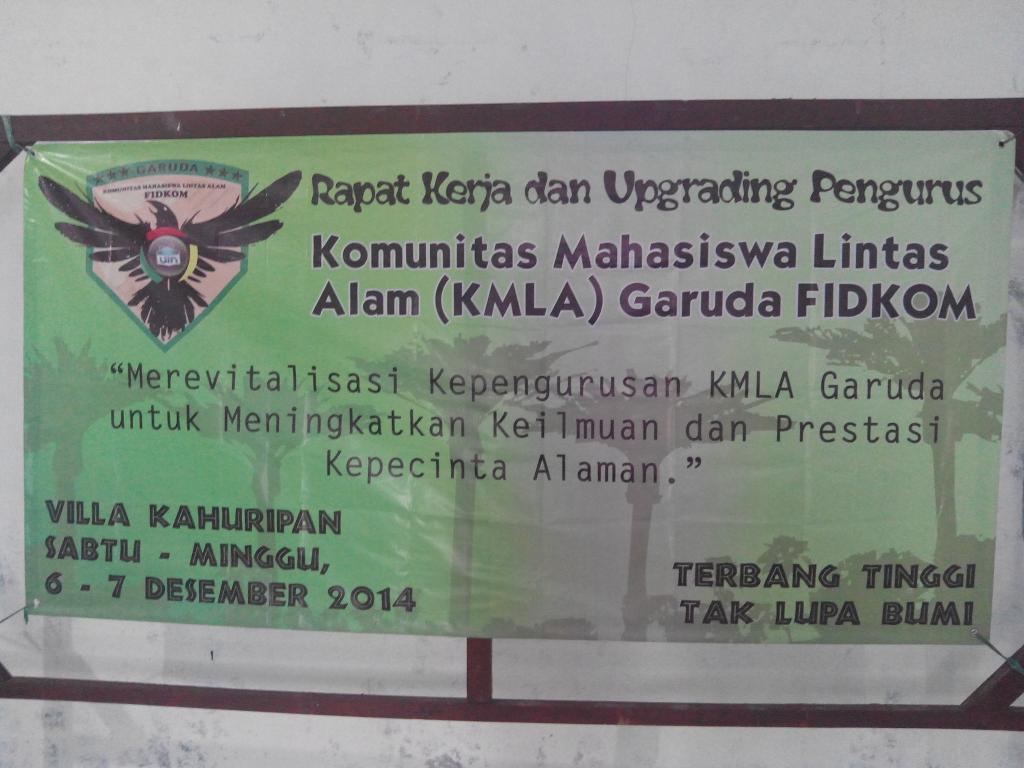 GARUDA
KOMUNITAS MAHASISWA LINTAS ALAM
FIDKOM
uin
Rapat Kerja dan Upgrading Pengurus
Komunitas Mahasiswa Lintas
Alam (KMLA) Garuda FIDKOM
“Merevitalisasi Kepengurusan KMLA Garuda
untuk Meningkatkan Keilmuan dan Prestasi
Kepecinta Alaman.”
VILLA KAHURIPAN
SABTU - MINGGU,
6 - 7 DESEMBER 2014
TERBANG TINGGI
TAK LUPA BUMI